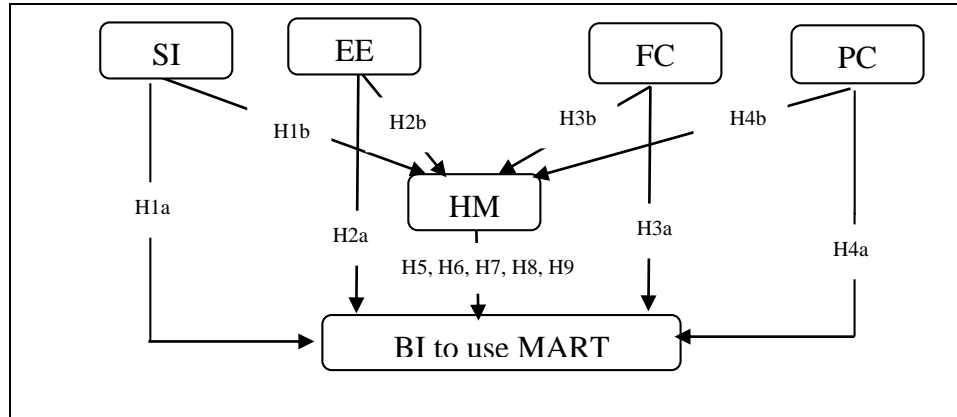 SI
EE
FC
PC
H1b
H2b
H3b
H4b
HM
H1a
H2a
H3a
H4a
H5, H6, H7, H8, H9
BI to use MART